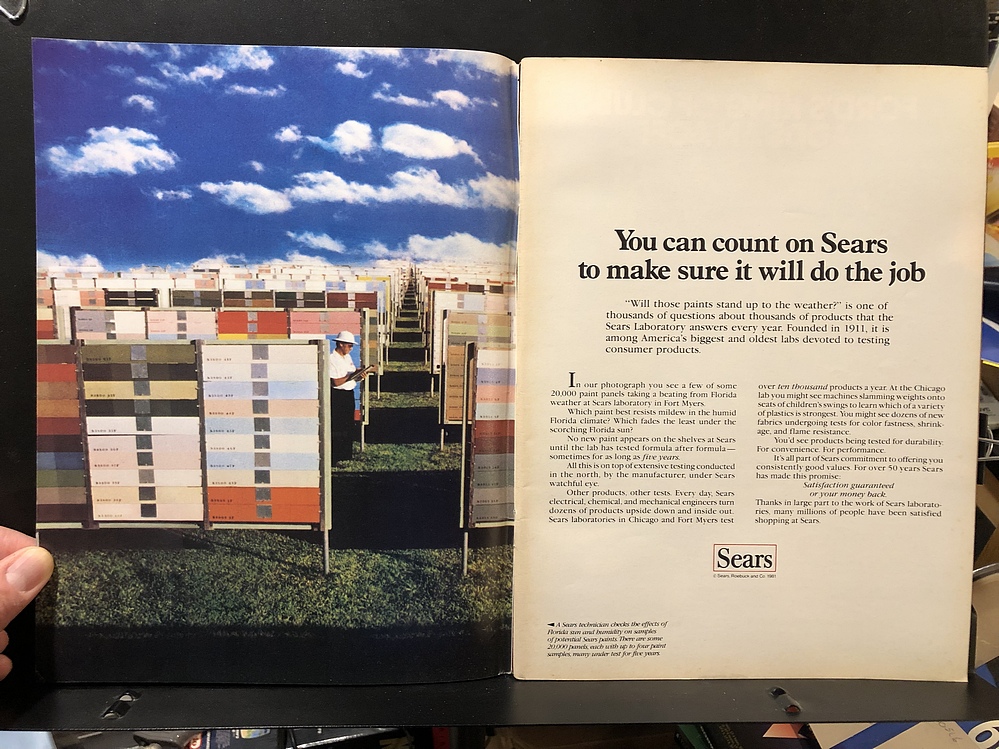 You can count on Sears
to make sure it will do the job
"Will those paints stand up to the weather?" is one of
thousands of questions about thousands of products that the
Sears Laboratory answers every year. Founded in 1911, it is
among America's biggest and oldest labs devoted to testing
consumer products.
In our photograph you see a few of some
20,000 paint panels taking a beating from Florida
weather at Sears laboratory in Fort Myers.
Which paint best resists mildew in the humid
Florida climate? Which fades the least under the
scorching Florida sun?
No new paint appears on the shelves at Sears
until the lab has tested formula after formula—
sometimes for as long as five years.
All this is on top of extensive testing conducted
in the north, by the manufacturer, under Sears
watchful eye.
Other products, other tests. Every day, Sears
electrical, chemical, and mechanical engineers turn
dozens of products upside down and inside out.
Sears laboratories in Chicago and Fort Myers test
over ten thousand products a year. At the Chicago
lab you might see machines slamming weights onto
seats of children's swings to learn which of a variety
of plastics is strongest. You might see dozens of new
fabrics undergoing tests for color fastness, shrink-
age, and flame resistance.
You'd see products being tested for durability.
For convenience. For performance.
It's all part of Sears commitment to offering you
consistently good values. For over 50 years Sears
has made this promise:
Satisfaction guaranteed
or your money back.
Thanks in large part to the work of Sears laborato-
ries, many millions of people have been satisfied
shopping at Sears.
Sears
© Sears, Roebuck and Co. 1981
◄ A Sears technician checks the effects of
Florida sun and humidity on samples
of potential Sears paints. There are some
20,000 panels, each with up to four paint
samples, many under test for five years.